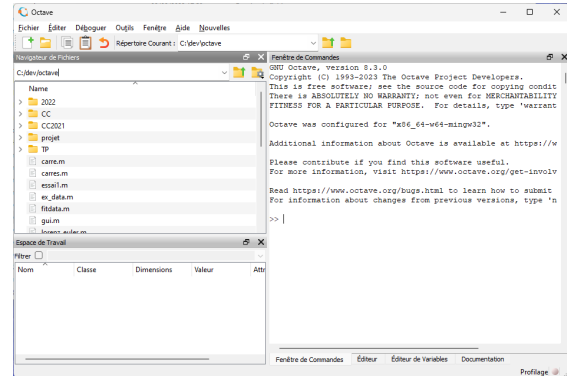 Octave
Fichier Éditer Déboguer Outils Fenêtre Aide Nouvelles
Répertoire Courant : C:\dev\octave
Navigateur de Fichiers
C:/dev/octave
Name
2022
CC
CC2021
projet
TP
carre.m
carres.m
essai1.m
ex_data.m
fitdata.m
gui.m
lorenz_euler.m
Espace de Travail
Filtrer
Nom Classe Dimensions Valeur Attr
Fenêtre de Commandes
GNU Octave, version 8.3.0
Copyright (C) 1993-2023 The Octave Project Developers.
This is free software; see the source code for copying condit
There is ABSOLUTELY NO WARRANTY; not even for MERCHANTABILITY
FITNESS FOR A PARTICULAR PURPOSE.  For details, type 'warrant
Octave was configured for "x86_64-w64-mingw32".
Additional information about Octave is available at https://w
Please contribute if you find this software useful.
For more information, visit https://www.octave.org/get-involv
Read https://www.octave.org/bugs.html to learn how to submit
For information about changes from previous versions, type 'n
>>
Fenêtre de Commandes Éditeur Éditeur de Variables Documentation
Profilage